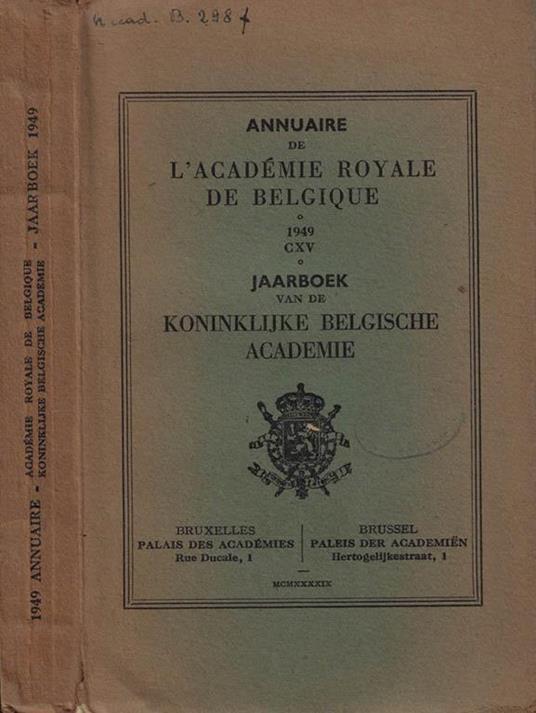 Acad. B. 298
ANNUAIRE
DE
L'ACADÉMIE ROYALE
DE BELGIQUE
1949
CXV
JAARBOEK
VAN DE
KONINKLIJKE BELGISCHE
ACADEMIE
BRUXELLES
PALAIS DES ACADÉMIES
Rue Ducale, 1
BRUSSEL
PALEIS DER ACADEMIËN
Hertogelijkestraat, 1
MCMXXXXIX
1949 ANNUAIRE - ACADÉMIE ROYALE DE BELGIQUE - JAARBOEK 1949
KONINKLIJKE BELGISCHE ACADEMIE